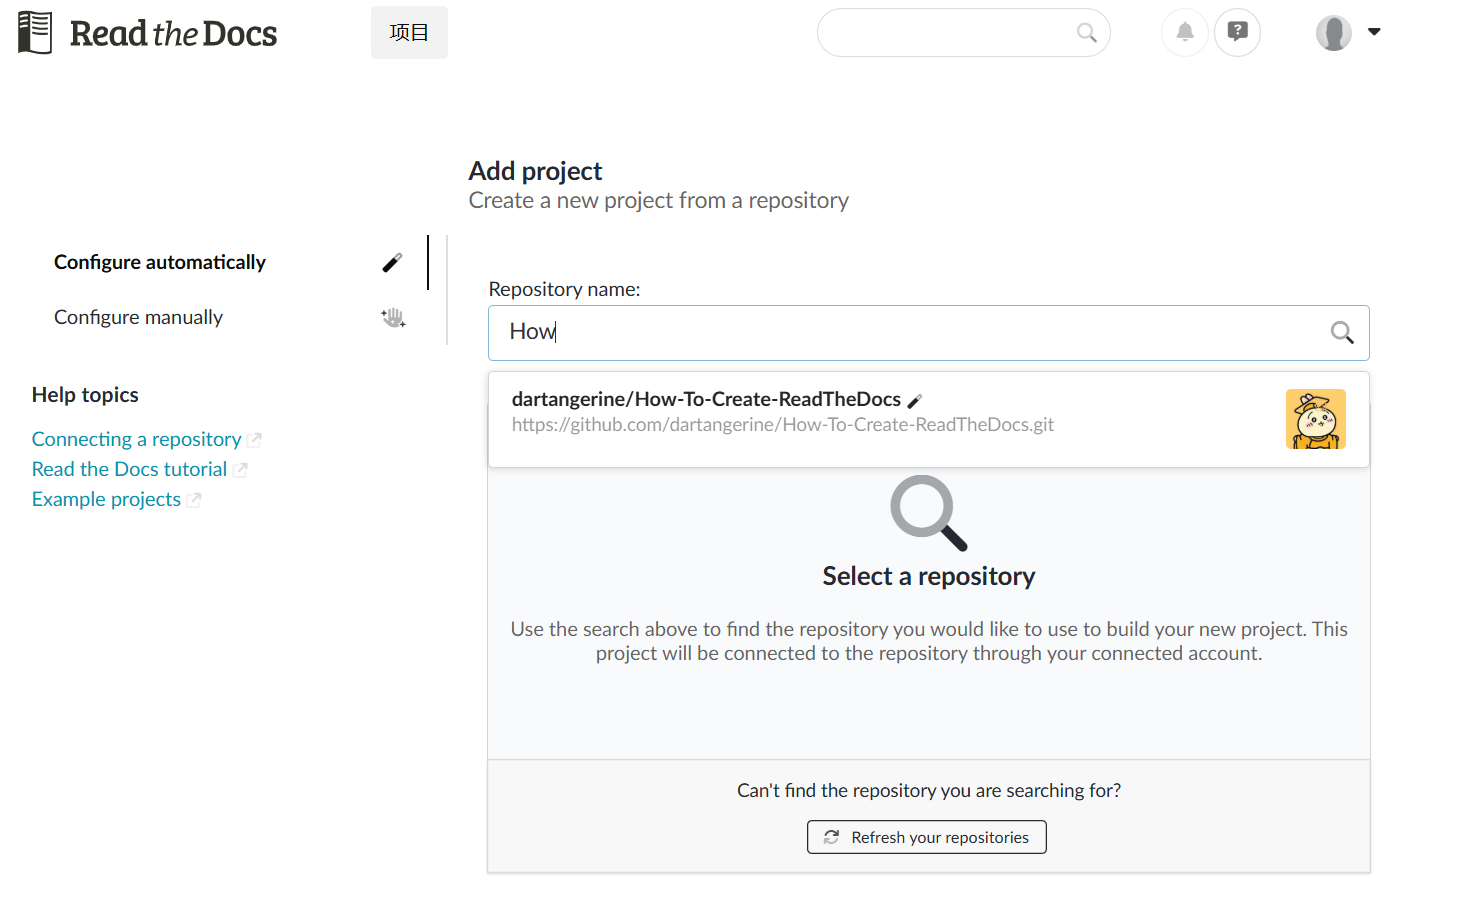 Read the Docs
项目
Add project
Create a new project from a repository
Configure automatically
Configure manually
Help topics
Connecting a repository
Read the Docs tutorial
Example projects
Repository name:
How
dartangerine/How-To-Create-ReadTheDocs
https://github.com/dartangerine/How-To-Create-ReadTheDocs.git
Select a repository
Use the search above to find the repository you would like to use to build your new project. This
project will be connected to the repository through your connected account.
Can't find the repository you are searching for?
Refresh your repositories